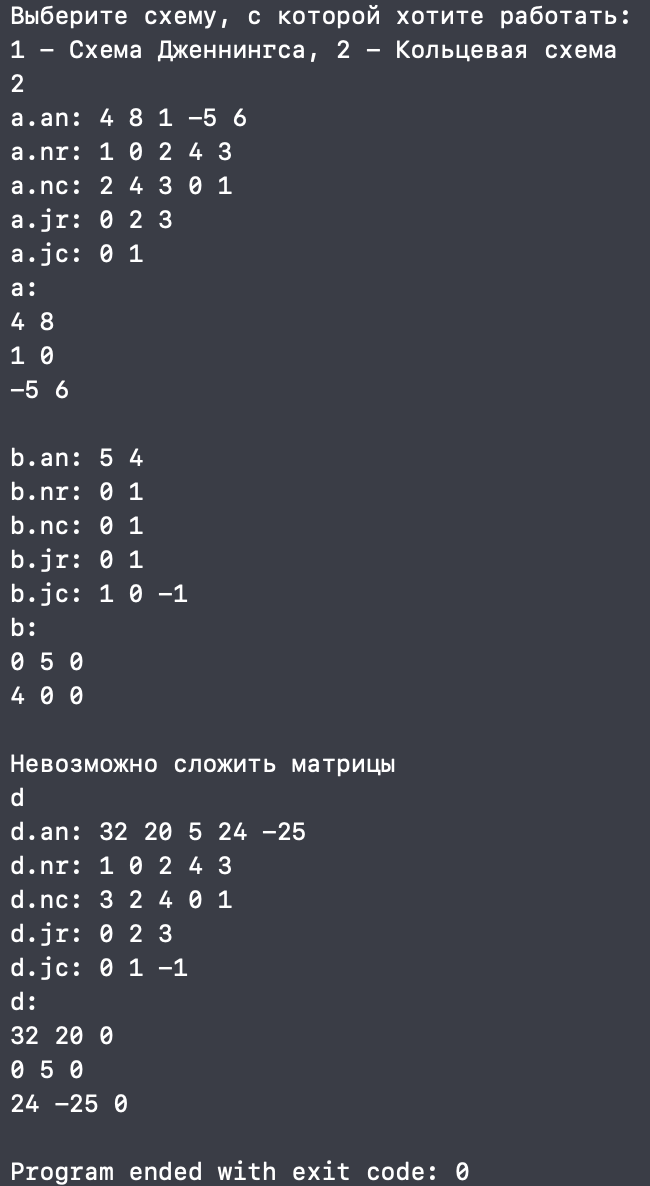 Выберите схему, с которой хотите работать:
1 – Схема Дженнингса, 2 – Кольцевая схема
2
a.an: 4 8 1 –5 6
a.nr: 1 0 2 4 3
a.nc: 2 4 3 0 1
a.jr: 0 2 3
a.jc: 0 1
a:
4 8
1 0
–5 6

b.an: 5 4
b.nr: 0 1
b.nc: 0 1
b.jr: 0 1
b.jc: 1 0 –1
b:
0 5 0
4 0 0

Невозможно сложить матрицы
d
d.an: 32 20 5 24 –25
d.nr: 1 0 2 4 3
d.nc: 3 2 4 0 1
d.jr: 0 2 3
d.jc: 0 1 –1
d:
32 20 0
0 5 0
24 –25 0

Program ended with exit code: 0